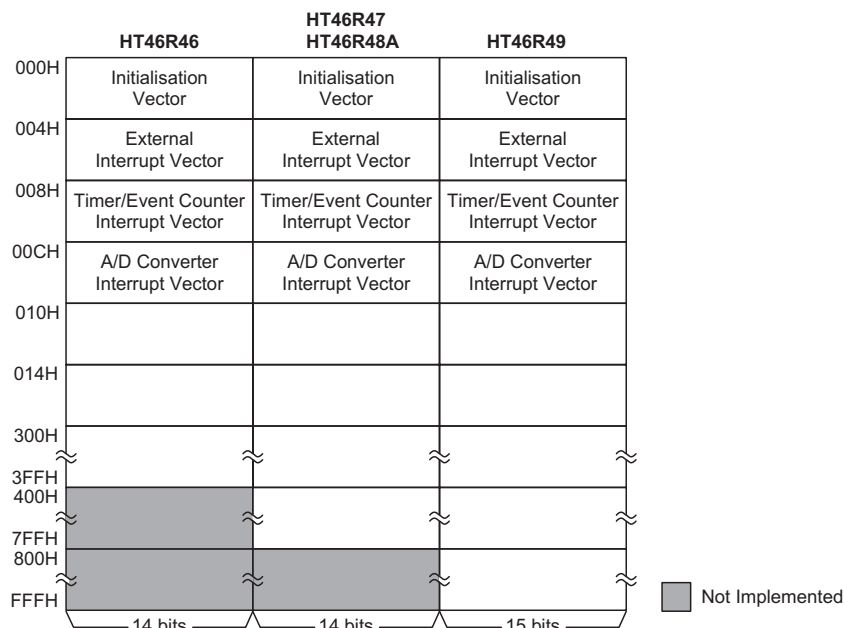 HT46R46
HT46R47
HT46R48A
HT46R49
000H
Initialisation
Vector
Initialisation
Vector
Initialisation
Vector
004H
External
Interrupt Vector
External
Interrupt Vector
External
Interrupt Vector
008H
Timer/Event Counter
Interrupt Vector
Timer/Event Counter
Interrupt Vector
Timer/Event Counter
Interrupt Vector
00CH
A/D Converter
Interrupt Vector
A/D Converter
Interrupt Vector
A/D Converter
Interrupt Vector
010H
014H
300H
3FFH
400H
7FFH
800H
FFFH
Not Implemented
14 bits
14 bits
15 bits